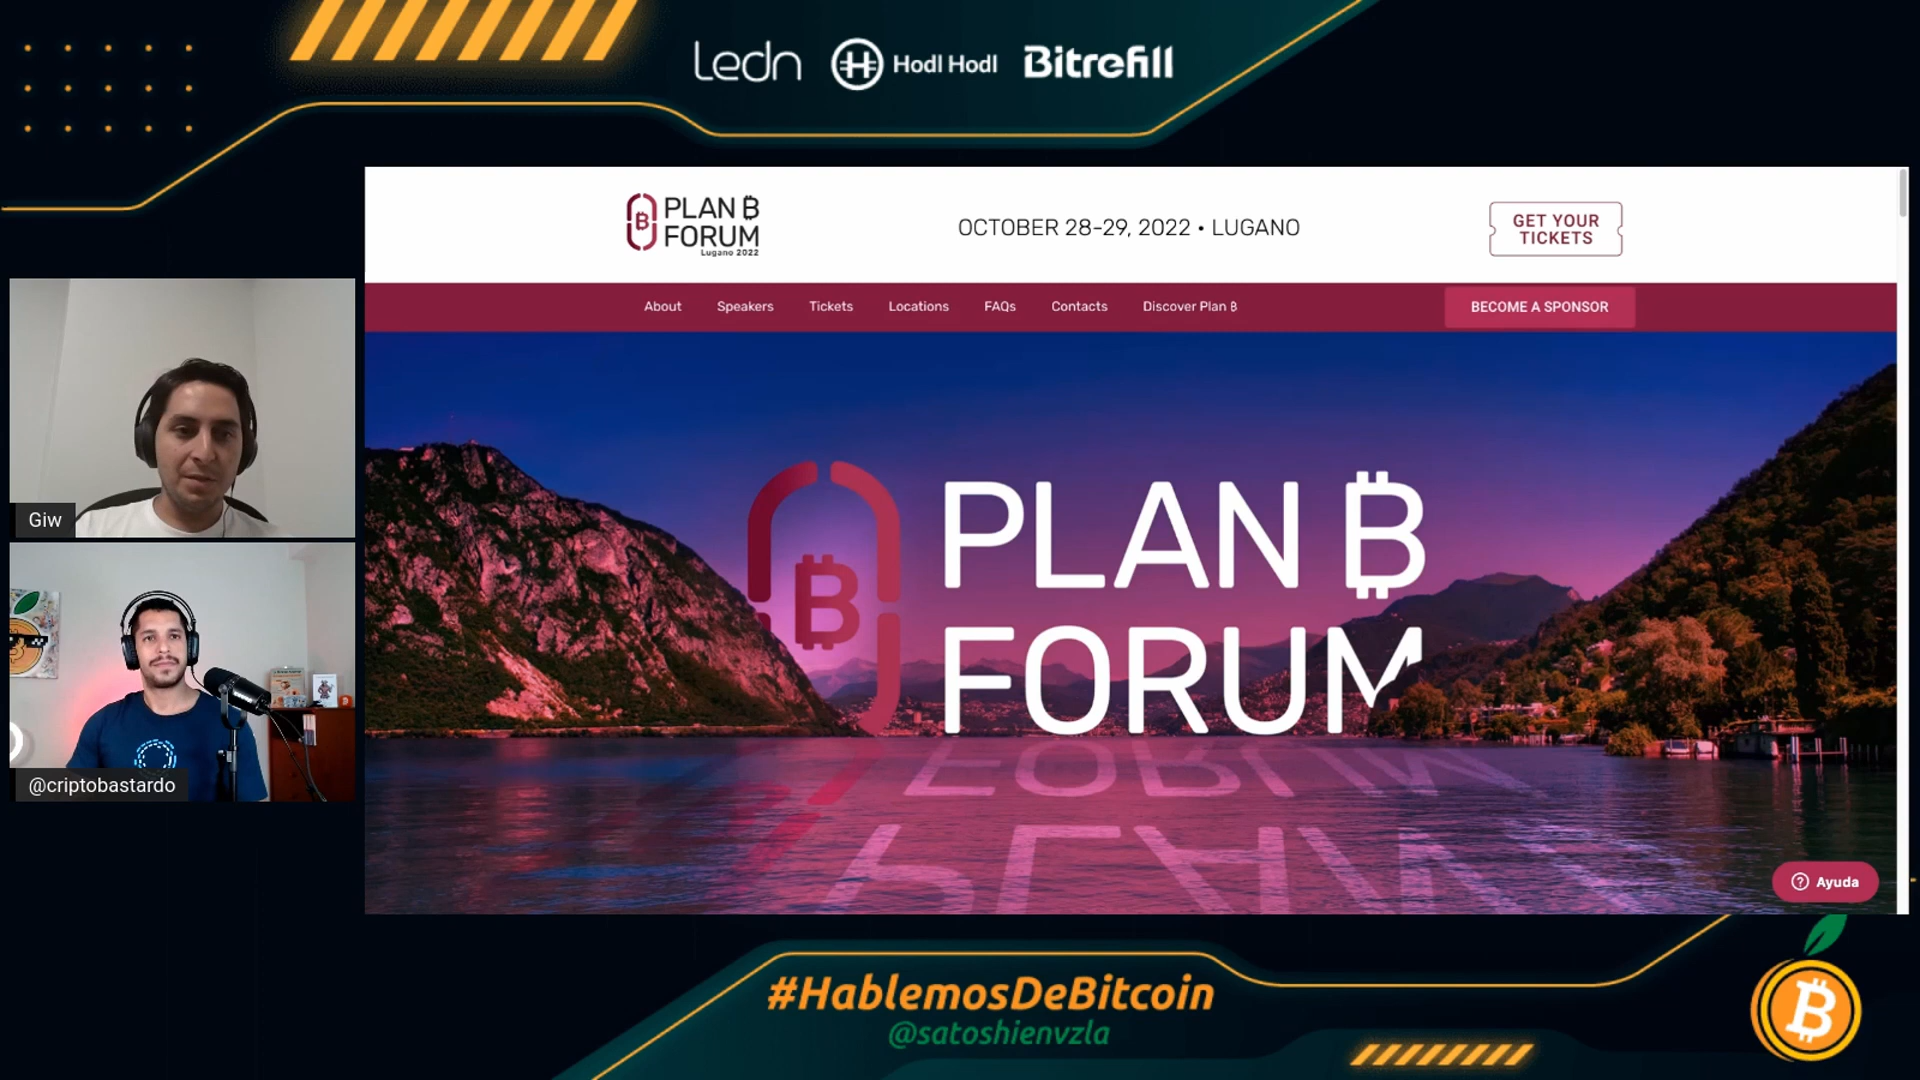 Ledn
Hodl Hodl
Bitrefill
PLAN ₿
FORUM
Lugano 2022
OCTOBER 28-29, 2022 • LUGANO
GET YOUR
TICKETS
About
Speakers
Tickets
Locations
FAQs
Contacts
Discover Plan ₿
BECOME A SPONSOR
PLAN ₿
FORUM
Giw
@criptobastardo
Ayuda
#HablemosDeBitcoin
@satoshienvzla